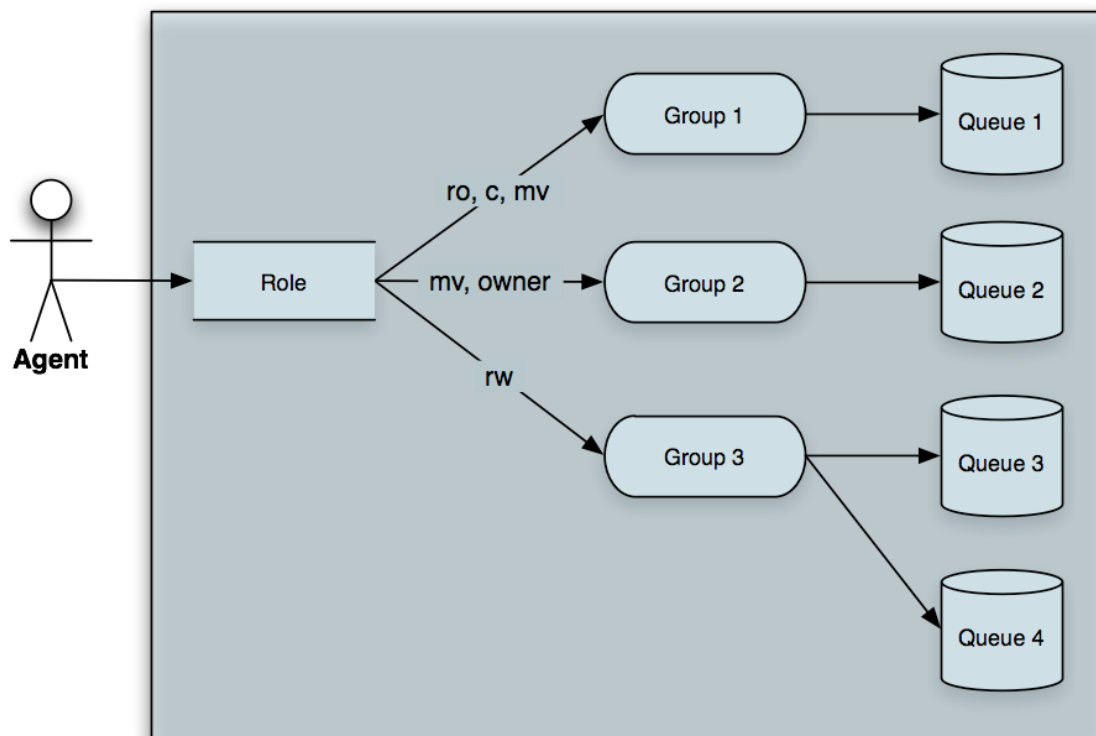 Group 1
Queue 1
ro, c, mv
Agent
Role
mv, owner
Group 2
Queue 2
rw
Group 3
Queue 3
Queue 4